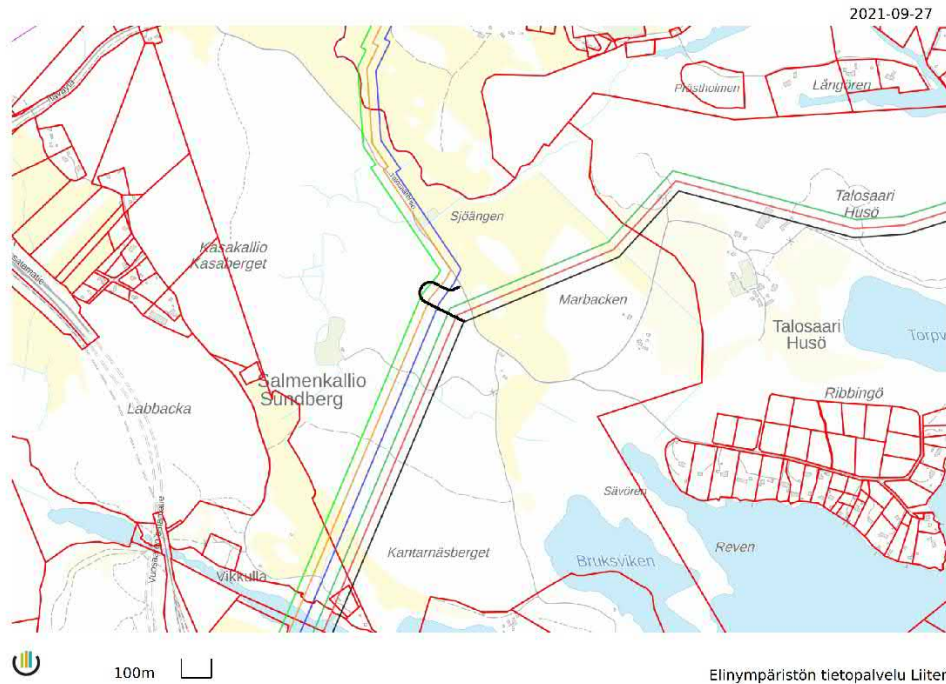 2021-09-27
Prästholmen
Långören
Talosaari
Husö
Sjöängen
Kasakallio
Kasaberget
Marbacken
Talosaari
Husö
Salmenkallio
Sundberg
Labbacka
Ribbingö
Sävören
Reven
Kantarnäsberget
Bruksviken
Vikkulla
100m
Elinympäristön tietopalvelu Liiter